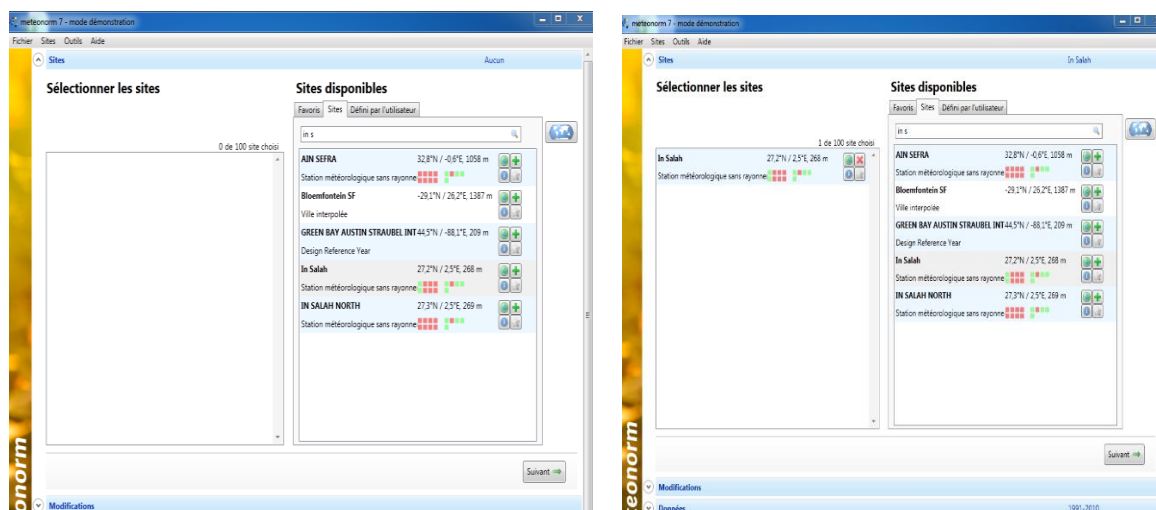 meteonorm 7 - mode démonstration
Fichier Sites Outils Aide
Sites Aucun
Sélectionner les sites
Sites disponibles
Favoris Sites Défini par l'utilisateur
in s
0 de 100 site choisi
AIN SEFRA 32,8°N / -0,6°E, 1058 m
Station météorologique sans rayonne
Bloemfontein SF -29,1°N / 26,2°E, 1387 m
Ville interpolée
GREEN BAY AUSTIN STRAUBEL INT 44,5°N / -88,1°E, 209 m
Design Reference Year
In Salah 27,2°N / 2,5°E, 268 m
Station météorologique sans rayonne
IN SALAH NORTH 27,3°N / 2,5°E, 269 m
Station météorologique sans rayonne
Suivant
Modifications
onorm
meteonorm 7 - mode démonstration
Fichier Sites Outils Aide
Sites In Salah
Sélectionner les sites
Sites disponibles
Favoris Sites Défini par l'utilisateur
in s
1 de 100 site choisi
In Salah 27,2°N / 2,5°E, 268 m
Station météorologique sans rayonne
AIN SEFRA 32,8°N / -0,6°E, 1058 m
Station météorologique sans rayonne
Bloemfontein SF -29,1°N / 26,2°E, 1387 m
Ville interpolée
GREEN BAY AUSTIN STRAUBEL INT 44,5°N / -88,1°E, 209 m
Design Reference Year
In Salah 27,2°N / 2,5°E, 268 m
Station météorologique sans rayonne
IN SALAH NORTH 27,3°N / 2,5°E, 269 m
Station météorologique sans rayonne
Suivant
Modifications
Données 1991-2010
eonorm